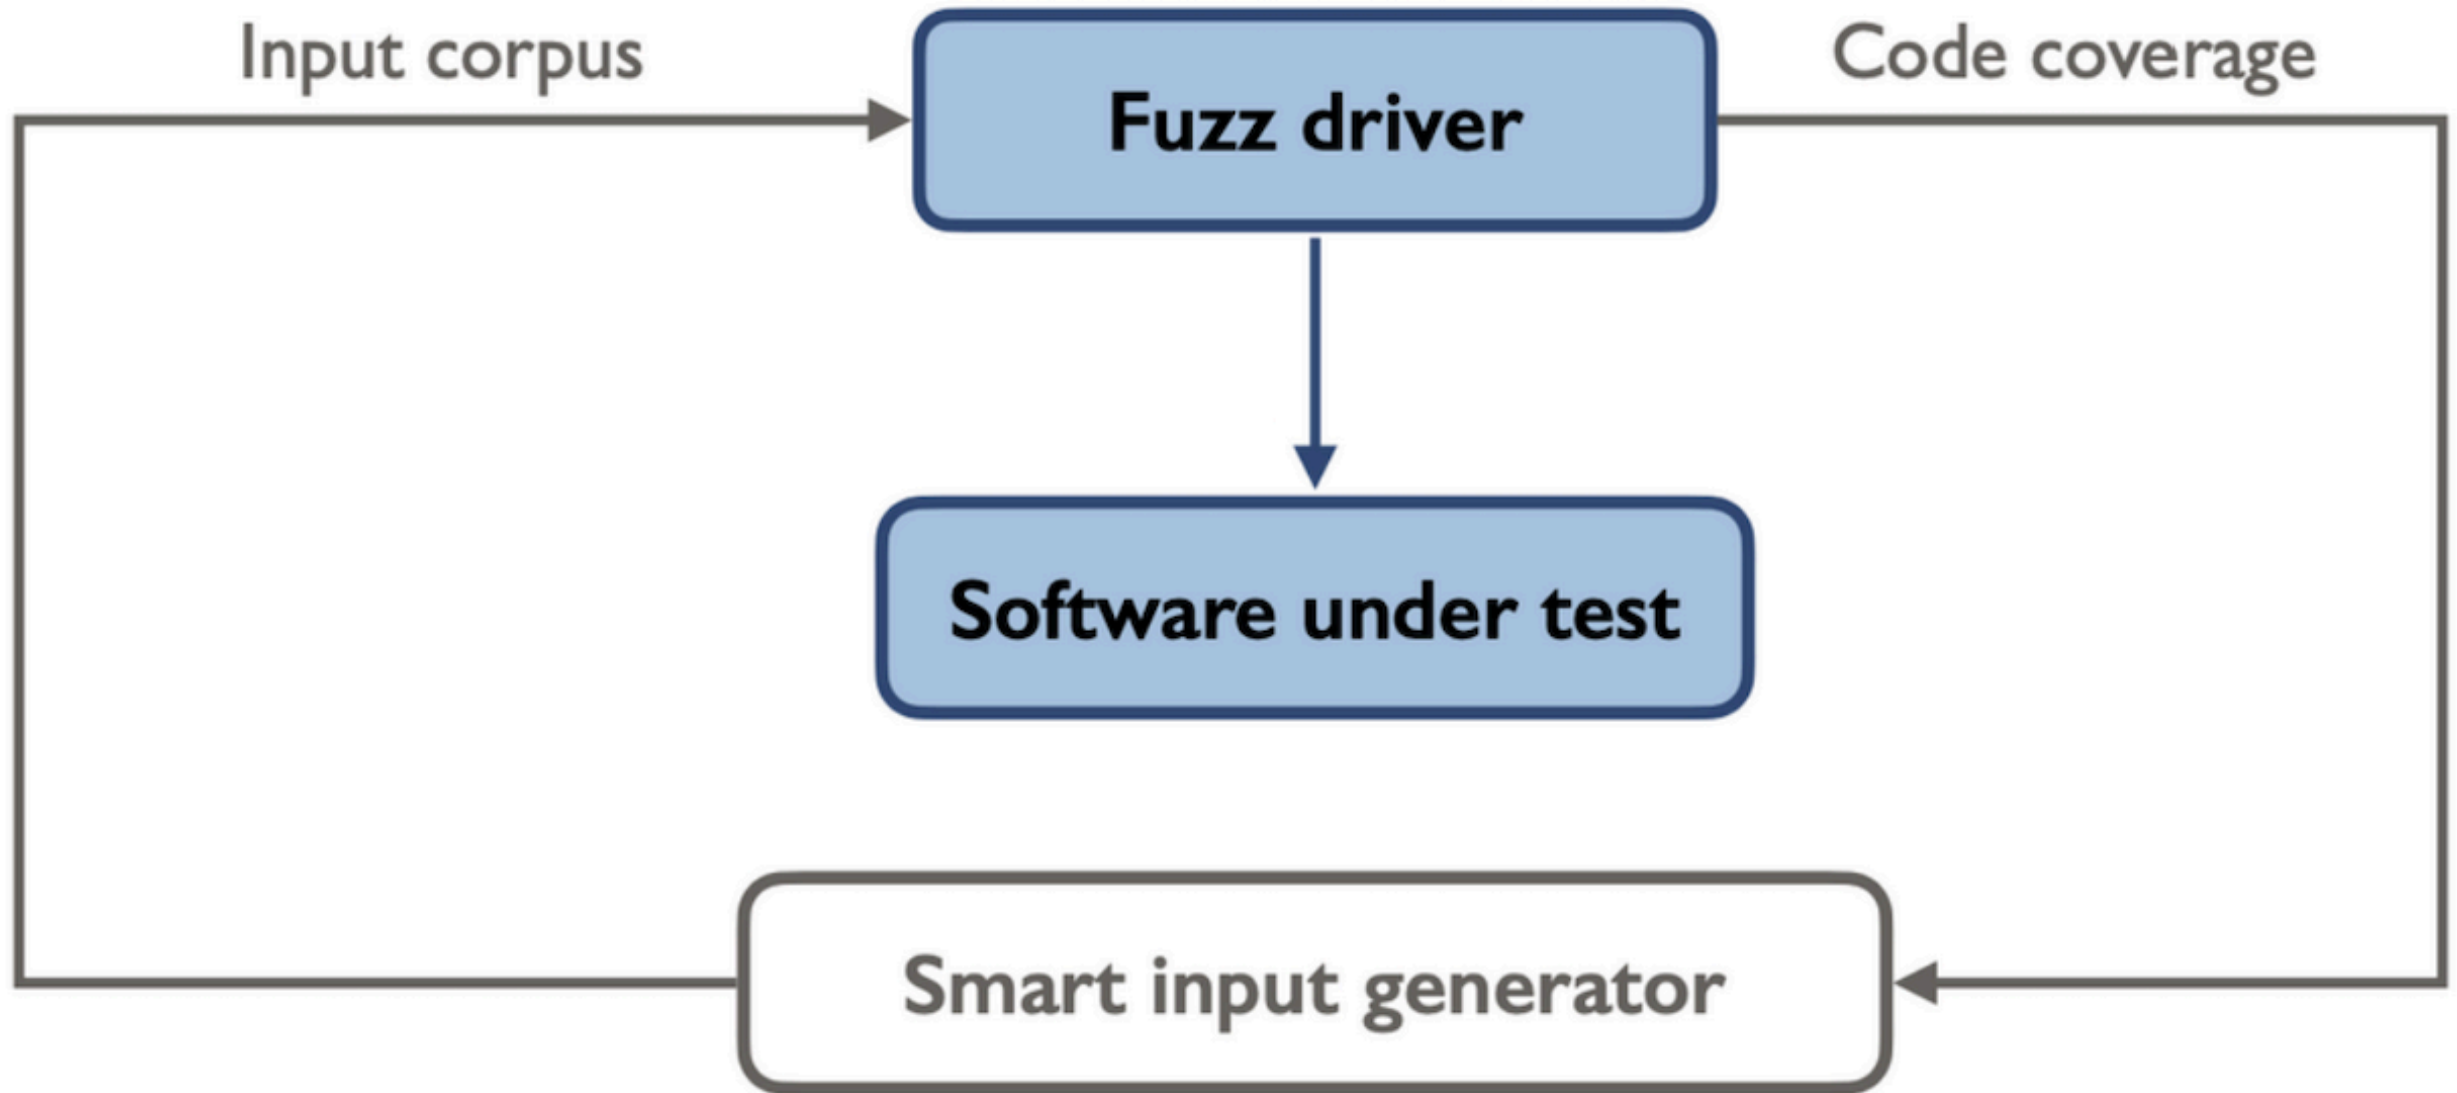 Input corpus
Fuzz driver
Code coverage
Software under test
Smart input generator